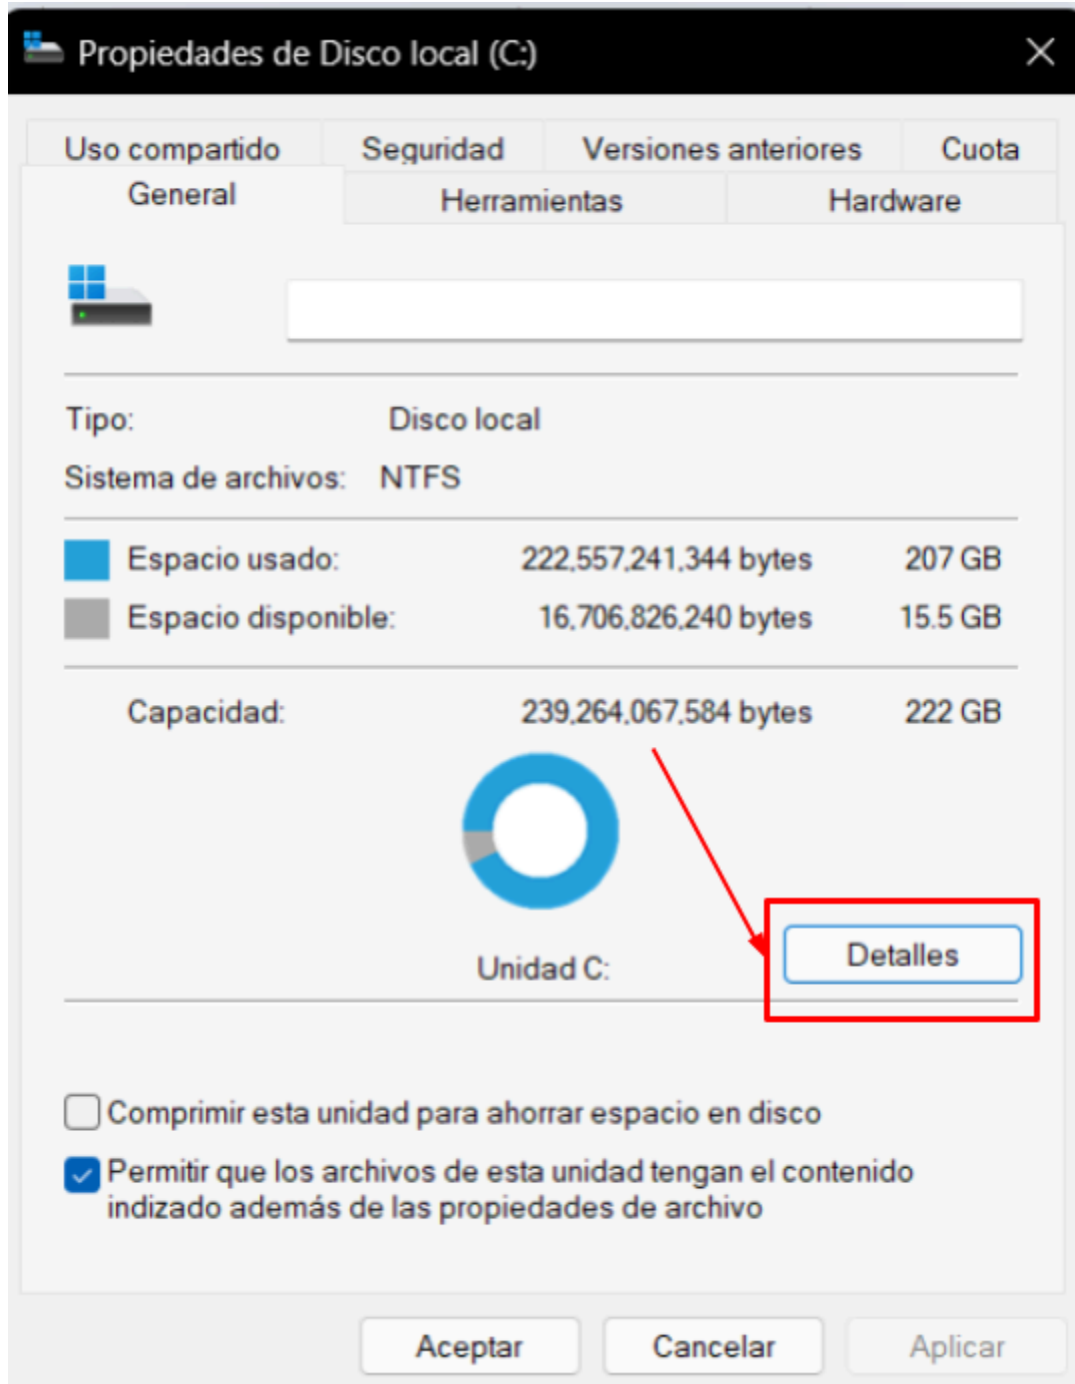 Propiedades de Disco local (C:)
Uso compartido Seguridad Versiones anteriores Cuota
General Herramientas Hardware
Tipo: Disco local
Sistema de archivos: NTFS
Espacio usado: 222,557,241,344 bytes 207 GB
Espacio disponible: 16,706,826,240 bytes 15.5 GB
Capacidad: 239,264,067,584 bytes 222 GB
Unidad C: Detalles
Comprimir esta unidad para ahorrar espacio en disco
Permitir que los archivos de esta unidad tengan el contenido
indizado además de las propiedades de archivo
Aceptar Cancelar Aplicar